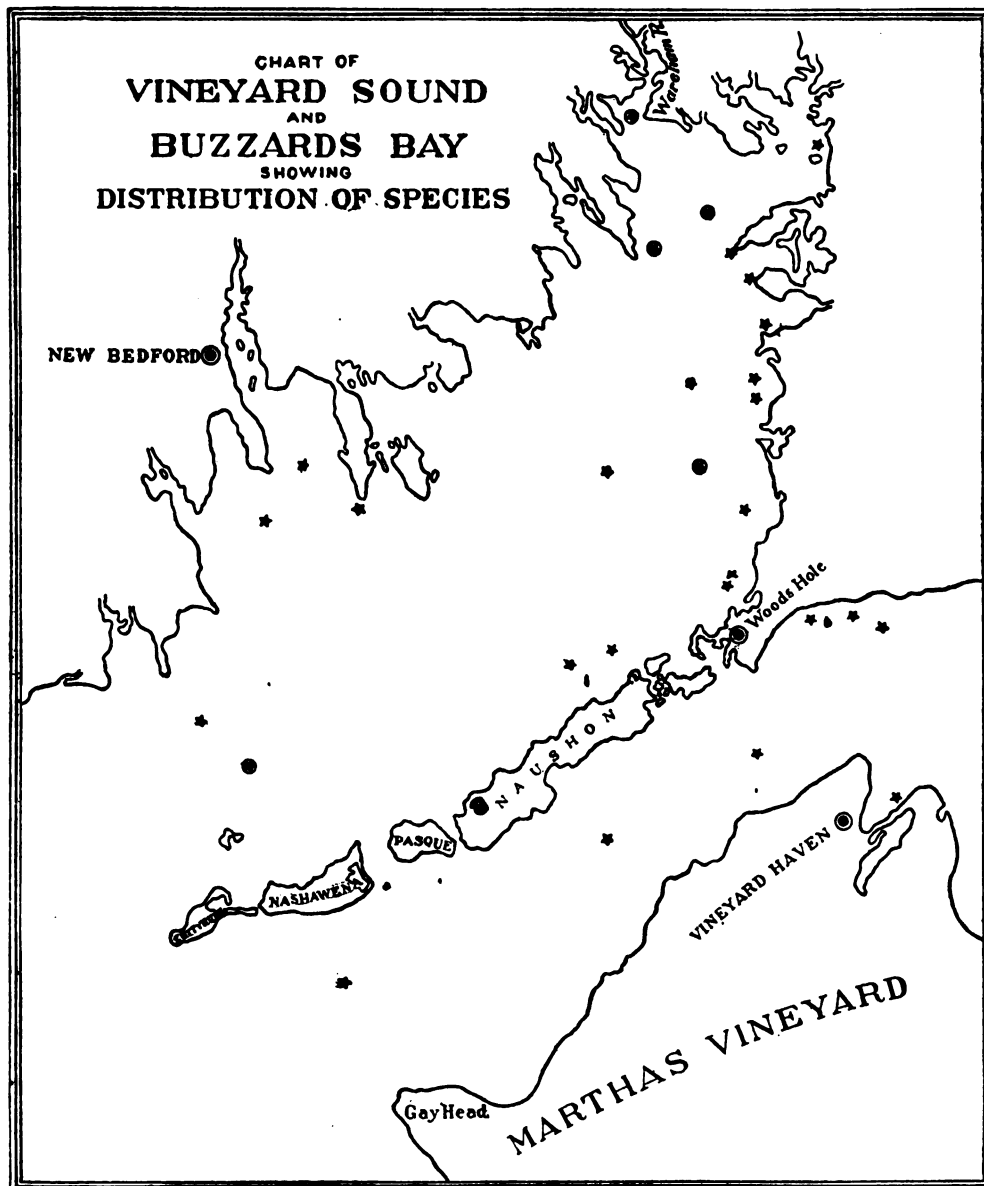 CHART OF
VINEYARD SOUND
AND
BUZZARDS BAY
SHOWING
DISTRIBUTION OF SPECIES
Wareham R
NEW BEDFORD
Woods Hole
NAUSHON
PASQUE
NASHAWENA
VINEYARD HAVEN
MARTHAS VINEYARD
Gay Head